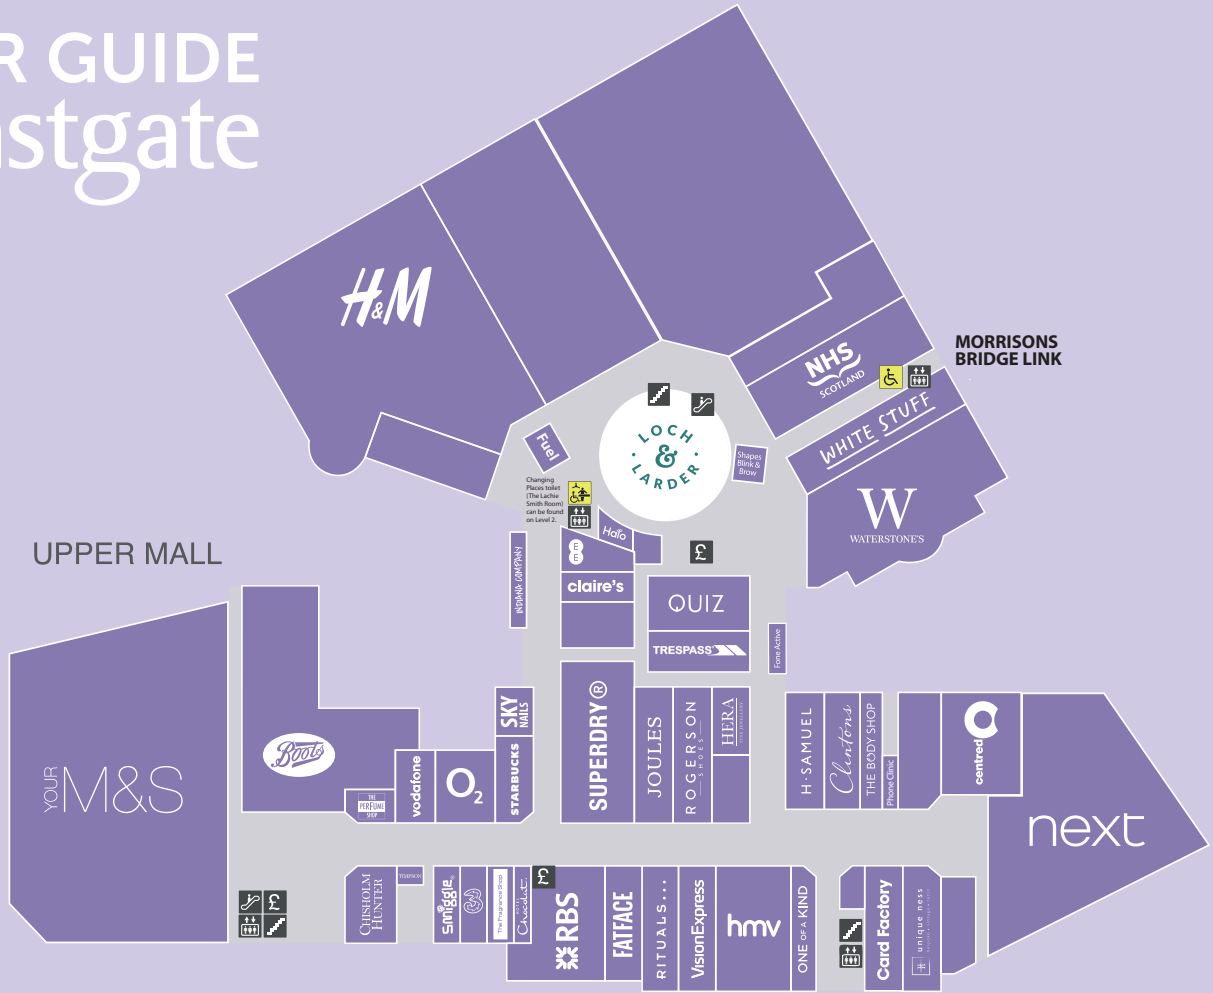 R GUIDE
stgate
H&M
NHS
SCOTLAND
MORRISONS
BRIDGE LINK
WHITE STUFF
W
WATERSTONE'S
LOCH
&
LARDER
Fuel
Shapes
Blink &
Brow
Changing
Places toilet
(The Lachie
Smith Room)
can be found
on Level 2.
Halo
£
UPPER MALL
INDIANA COMPANY
EE
claire's
QUIZ
TRESPASS
Fone Active
YOUR
M&S
Boots
THE
PERFUME
SHOP
vodafone
O2
SKY
NAILS
STARBUCKS
SUPERDRY®
JOULES
ROGERSON
SHOES
HERA
H·SAMUEL
Clintons
THE BODY SHOP
Phone Clinic
centred
next
£
CHISHOLM
HUNTER
TIMPSON
smiggle®
3
The Fragrance Shop
HOTEL
Chocolat.
£
RBS
FATFACE
RITUALS...
VisionExpress
hmv
ONE OF A KIND
Card Factory
unique ness